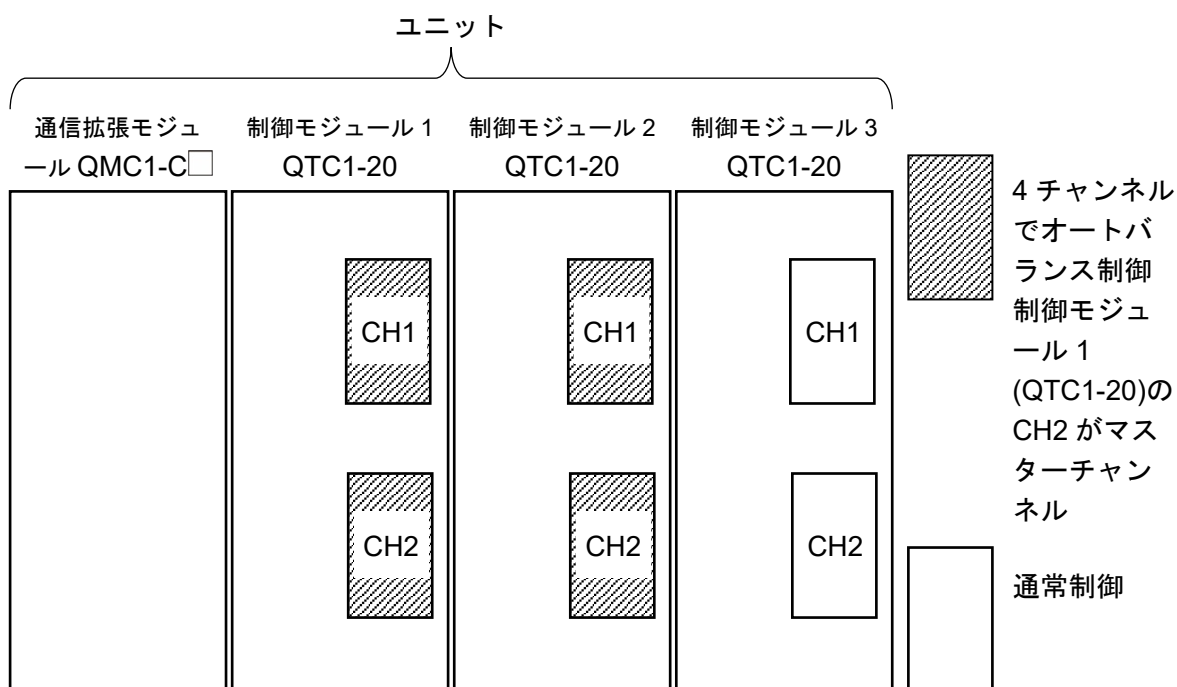 ユニット
通信拡張モジュ
ール QMC1-C□
制御モジュール 1
QTC1-20
制御モジュール 2
QTC1-20
制御モジュール 3
QTC1-20
CH1
CH1
CH1
CH2
CH2
CH2
4 チャンネル
でオートバ
ランス制御
制御モジュ
ール 1
(QTC1-20)の
CH2 がマス
ターチャン
ネル
通常制御